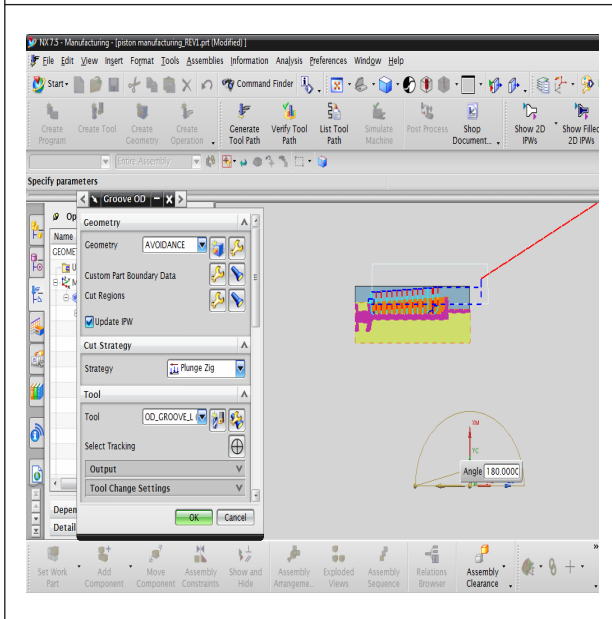 NX 7.5 - Manufacturing - [piston manufacturing_REV1.prt (Modified) ]
File Edit View Insert Format Tools Assemblies Information Analysis Preferences Window Help
Start Command Finder
Create Program Create Tool Create Geometry Create Operation Generate Tool Path Verify Tool Path List Tool Path Simulate Machine Post Process Shop Document... Show 2D IPWs Show Filled 2D IPWs
Entire Assembly
Specify parameters
Groove OD
Op
Name
GEOME
Geometry
Geometry AVOIDANCE
Custom Part Boundary Data
Cut Regions
Update IPW
Cut Strategy
Strategy Plunge Zig
Tool
Tool OD_GROOVE_L (
Select Tracking
Output
Tool Change Settings
OK Cancel
Depen
Detail
XM
YC
Angle 180.000C
Set Work Part Add Component Move Component Assembly Constraints Show and Hide Assembly Arrangeme... Exploded Views Assembly Sequence Relations Browser Assembly Clearance